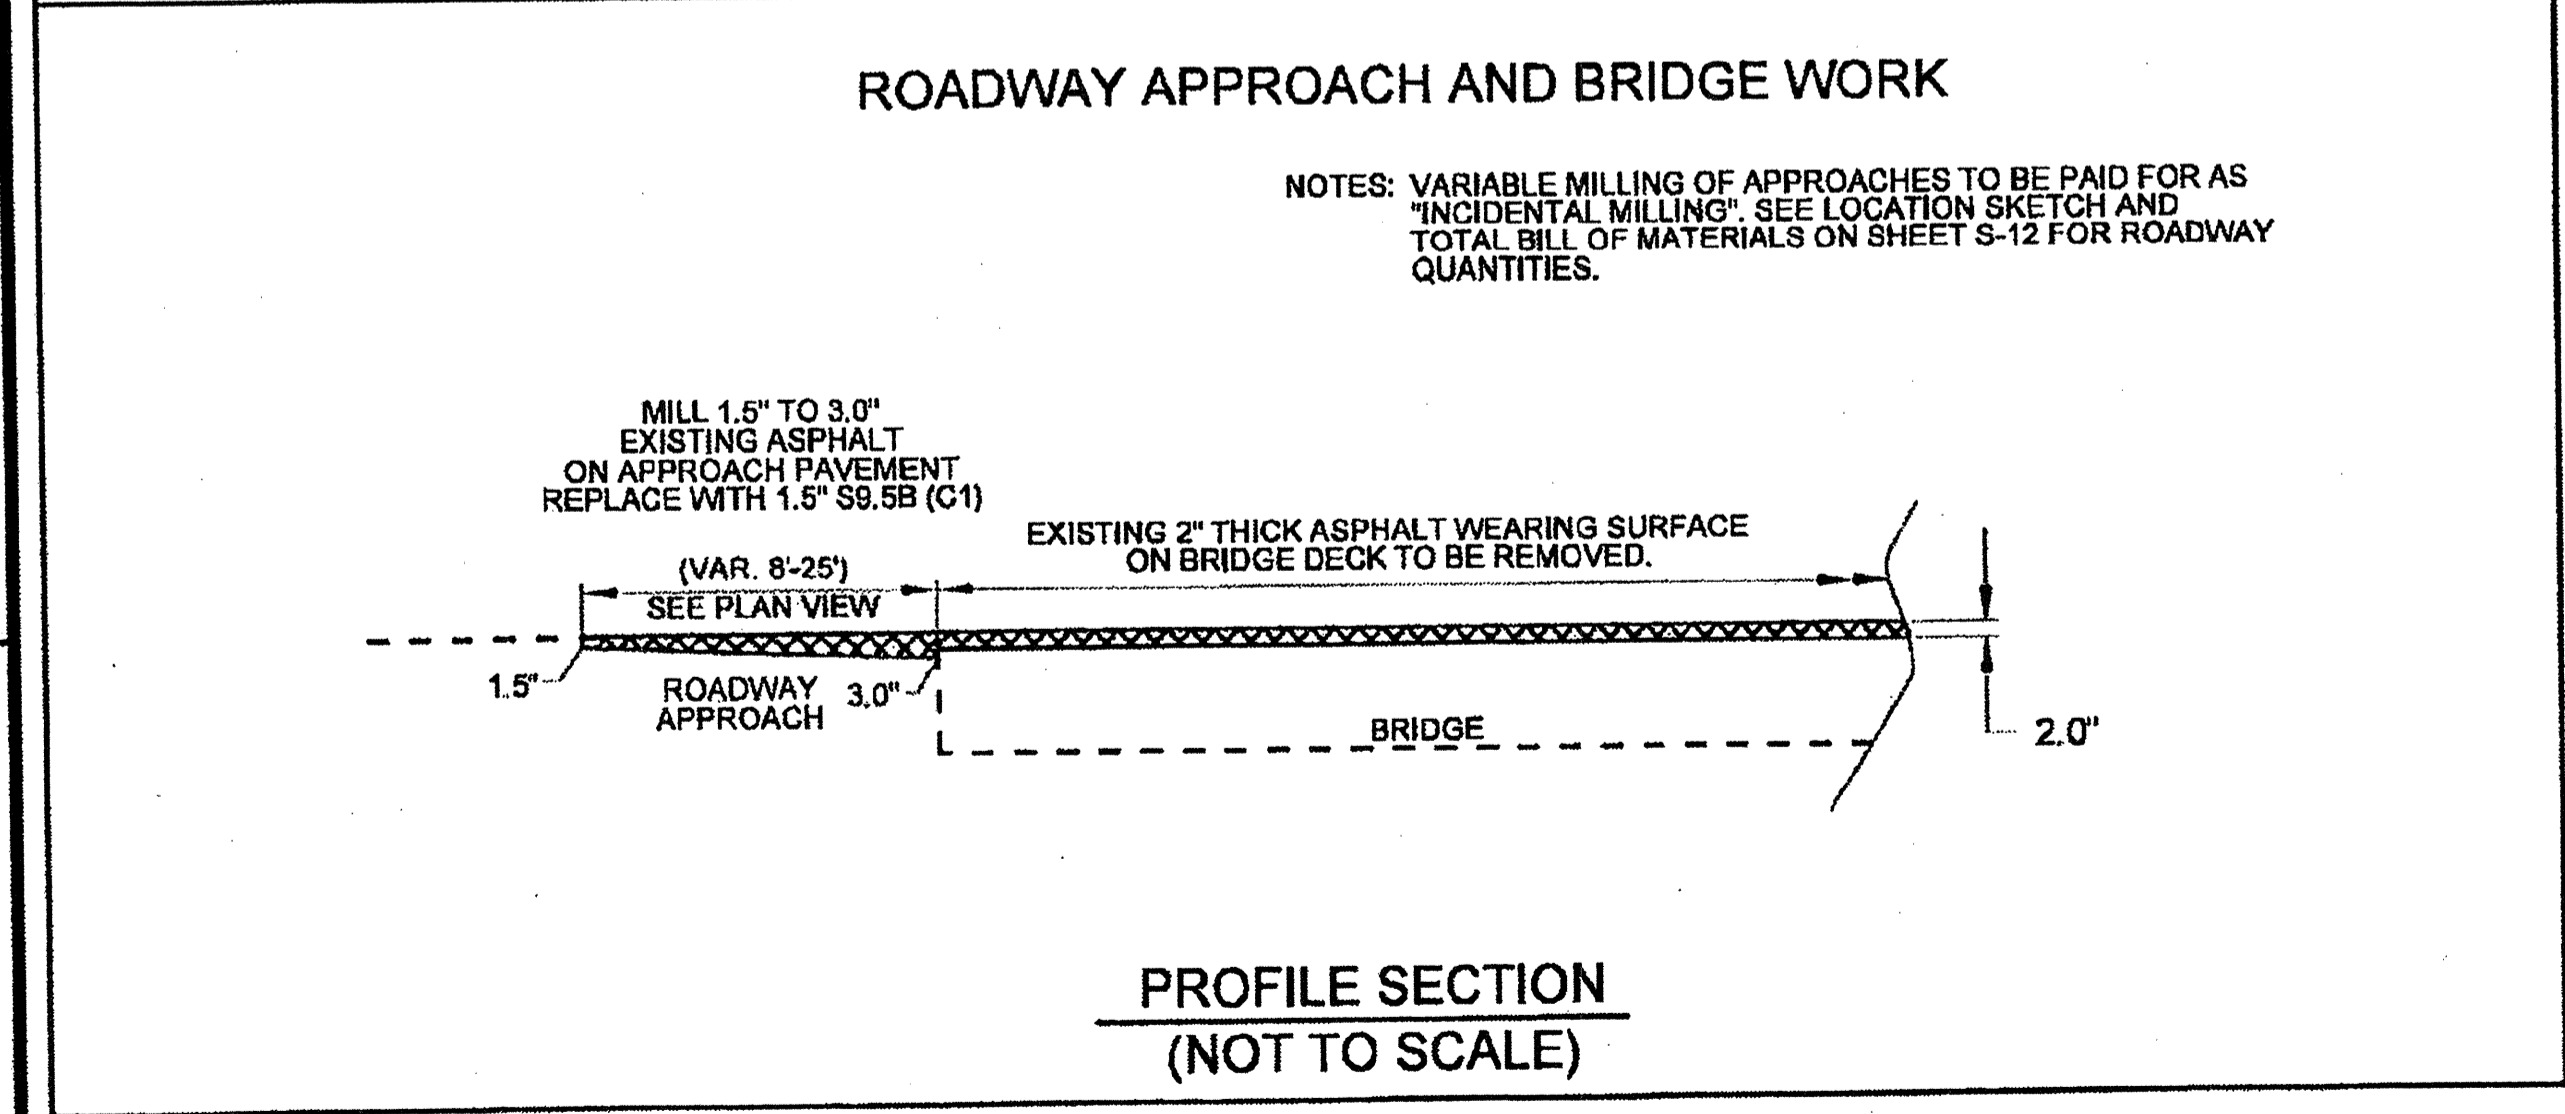 ROADWAY APPROACH AND BRIDGE WORK
NOTES: VARIABLE MILLING OF APPROACHES TO BE PAID FOR AS
"INCIDENTAL MILLING". SEE LOCATION SKETCH AND
TOTAL BILL OF MATERIALS ON SHEET S-12 FOR ROADWAY
QUANTITIES.
MILL 1.5" TO 3.0"
EXISTING ASPHALT
ON APPROACH PAVEMENT
REPLACE WITH 1.5" S9.5B (C1)
(VAR. 8'-25')
SEE PLAN VIEW
EXISTING 2" THICK ASPHALT WEARING SURFACE
ON BRIDGE DECK TO BE REMOVED.
1.5"
ROADWAY
APPROACH
3.0"
BRIDGE
2.0"
PROFILE SECTION
(NOT TO SCALE)